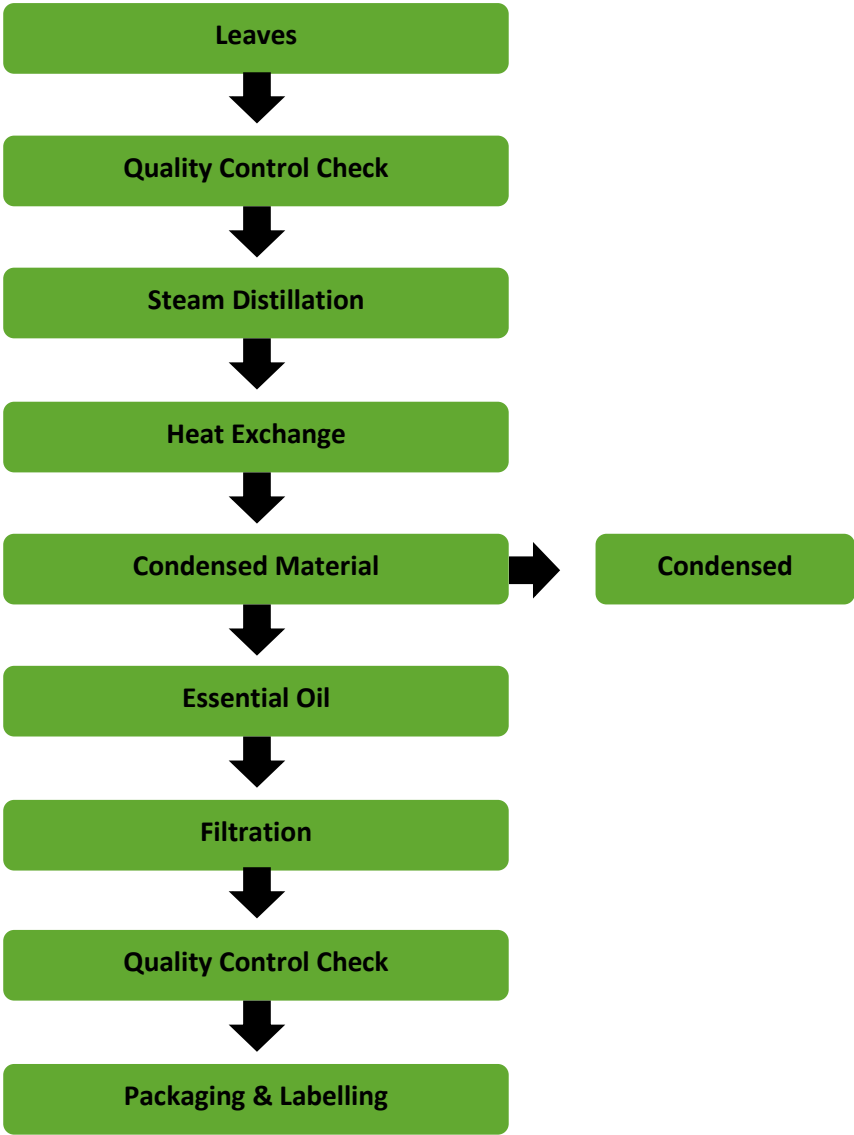 Leaves
Quality Control Check
Steam Distillation
Heat Exchange
Condensed Material
Condensed
Essential Oil
Filtration
Quality Control Check
Packaging & Labelling